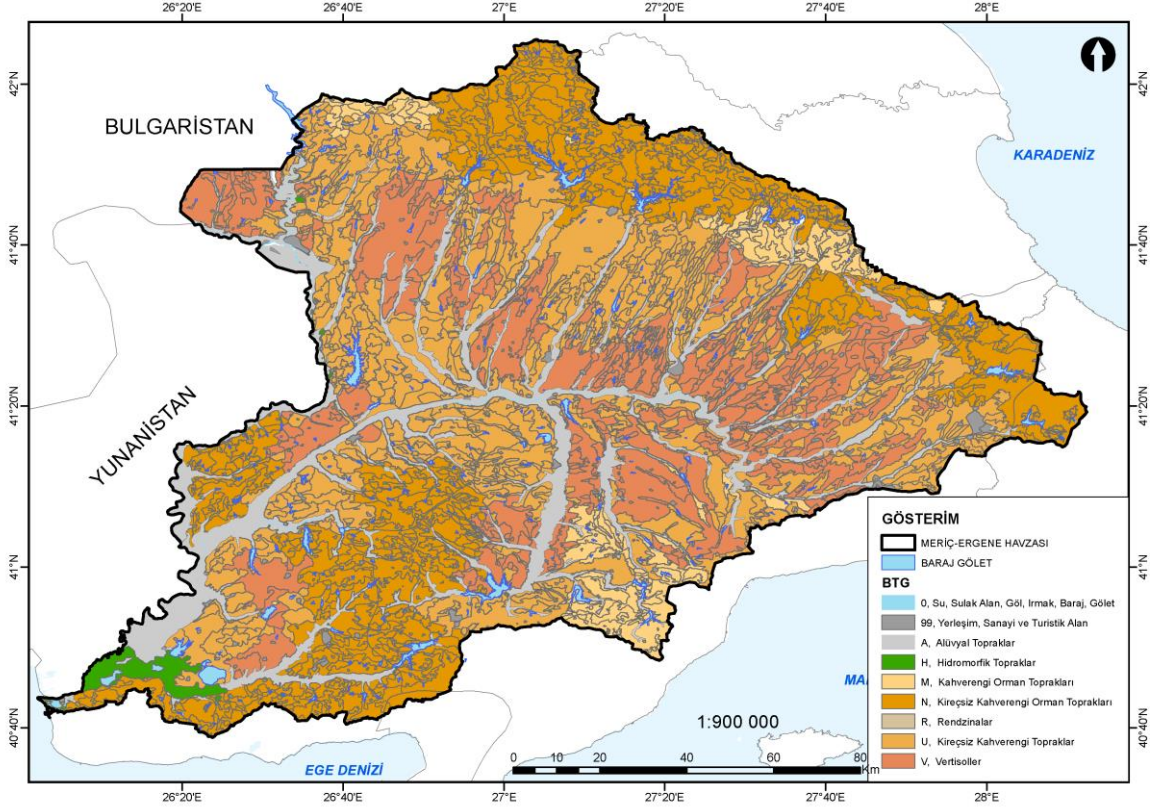 26°20'E 26°40'E 27°E 27°20'E 27°40'E 28°E
42°N 42°N
BULGARİSTAN
KARADENİZ
41°40'N 41°40'N
YUNANİSTAN
41°20'N 41°20'N
41°N 41°N
GÖSTERİM
MERİÇ-ERGENE HAVZASI
BARAJ GÖLET
BTG
0, Su, Sulak Alan, Göl, Irmak, Baraj, Gölet
99, Yerleşim, Sanayi ve Turistik Alan
A, Alüvyal Topraklar
H, Hidromorfik Topraklar
M, Kahverengi Orman Toprakları
N, Kireçsiz Kahverengi Orman Toprakları
R, Rendzinalar
U, Kireçsiz Kahverengi Topraklar
V, Vertisoller
MA
40°40'N 40°40'N
1:900 000
0 10 20 40 60 80
Km
EGE DENİZİ
26°20'E 26°40'E 27°E 27°20'E 27°40'E 28°E